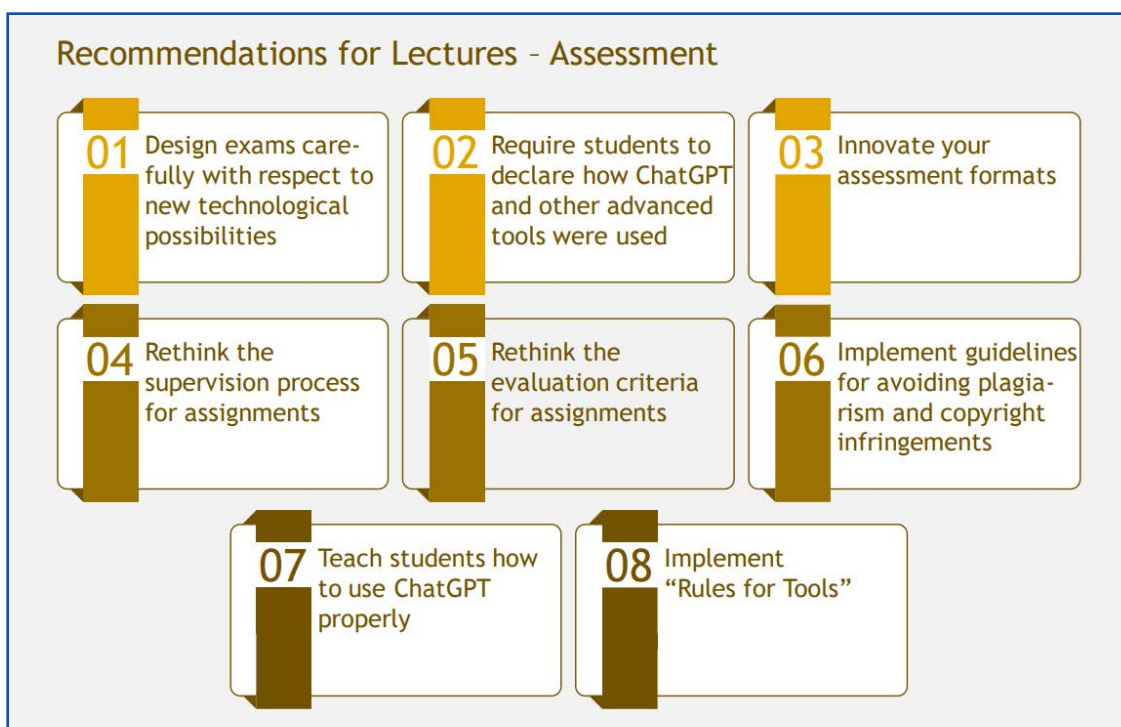 Recommendations for Lectures – Assessment
01
Design exams care-
fully with respect to
new technological
possibilities
02
Require students to
declare how ChatGPT
and other advanced
tools were used
03
Innovate your
assessment formats
04
Rethink the
supervision process
for assignments
05
Rethink the
evaluation criteria
for assignments
06
Implement guidelines
for avoiding plagia-
rism and copyright
infringements
07
Teach students how
to use ChatGPT
properly
08
Implement
“Rules for Tools”